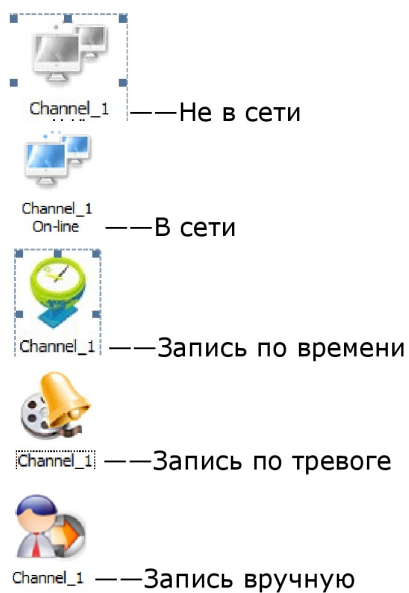 Channel_1 ——Не в сети
Channel_1
On-line ——В сети
Channel_1 ——Запись по времени
Channel_1 ——Запись по тревоге
Channel_1 ——Запись вручную